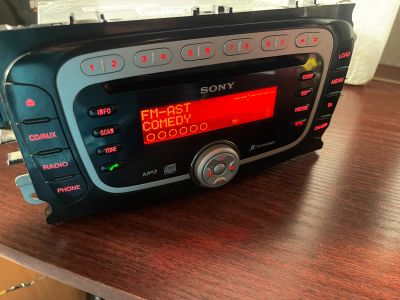 1 2 3 4 5 6 7 8 9 0 * #
SONY
LOAD
CLOCK
INFO
FM-AST
COMEDY
MENU
SCAN
CD/AUX
TONE
RADIO
PHONE
MP3